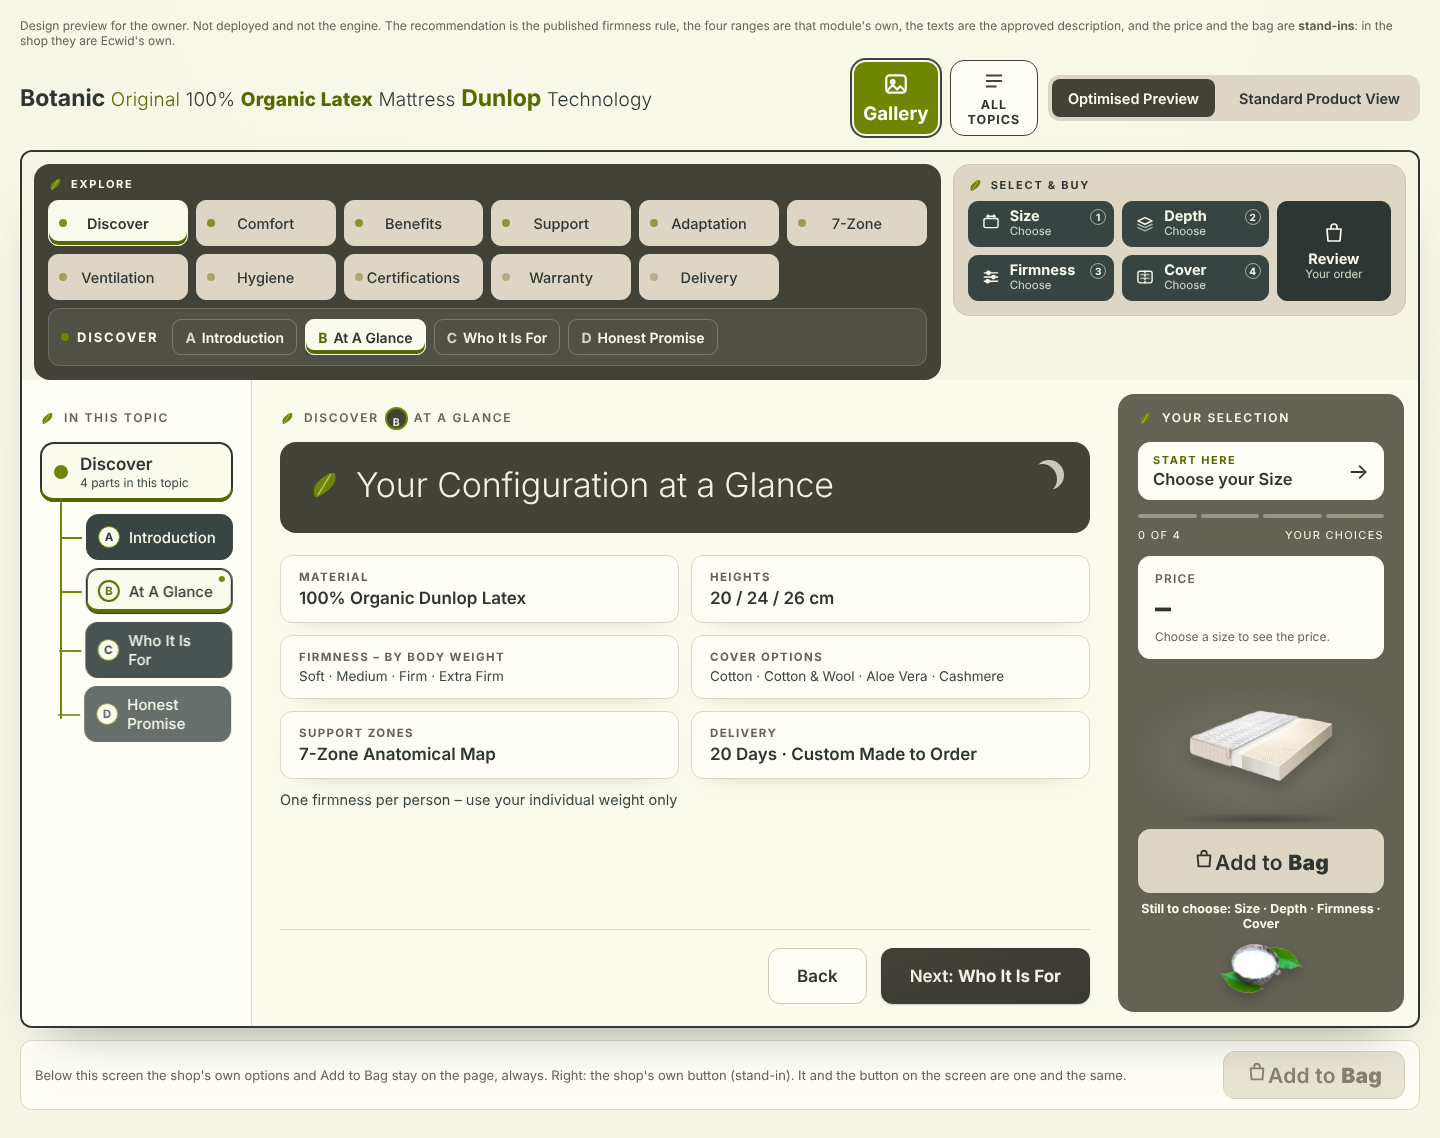 Design preview for the owner. Not deployed and not the engine. The recommendation is the published firmness rule, the four ranges are that module's own, the texts are the approved description, and the price and the bag are stand-ins: in the
shop they are Ecwid's own.
Botanic Original 100% Organic Latex Mattress Dunlop Technology
Gallery
ALL
TOPICS
Optimised Preview
Standard Product View
EXPLORE
Discover
Comfort
Benefits
Support
Adaptation
7-Zone
Ventilation
Hygiene
Certifications
Warranty
Delivery
DISCOVER
A Introduction
B At A Glance
C Who It Is For
D Honest Promise
SELECT & BUY
Size
Choose
1
Depth
Choose
2
Firmness
Choose
3
Cover
Choose
4
Review
Your order
IN THIS TOPIC
Discover
4 parts in this topic
A Introduction
B At A Glance
C Who It Is
For
D Honest
Promise
DISCOVER B AT A GLANCE
Your Configuration at a Glance
MATERIAL
100% Organic Dunlop Latex
HEIGHTS
20 / 24 / 26 cm
FIRMNESS – BY BODY WEIGHT
Soft · Medium · Firm · Extra Firm
COVER OPTIONS
Cotton · Cotton & Wool · Aloe Vera · Cashmere
SUPPORT ZONES
7-Zone Anatomical Map
DELIVERY
20 Days · Custom Made to Order
One firmness per person – use your individual weight only
Back
Next: Who It Is For
YOUR SELECTION
START HERE
Choose your Size
0 OF 4
YOUR CHOICES
PRICE
–
Choose a size to see the price.
Add to Bag
Still to choose: Size · Depth · Firmness ·
Cover
Below this screen the shop's own options and Add to Bag stay on the page, always. Right: the shop's own button (stand-in). It and the button on the screen are one and the same.
Add to Bag